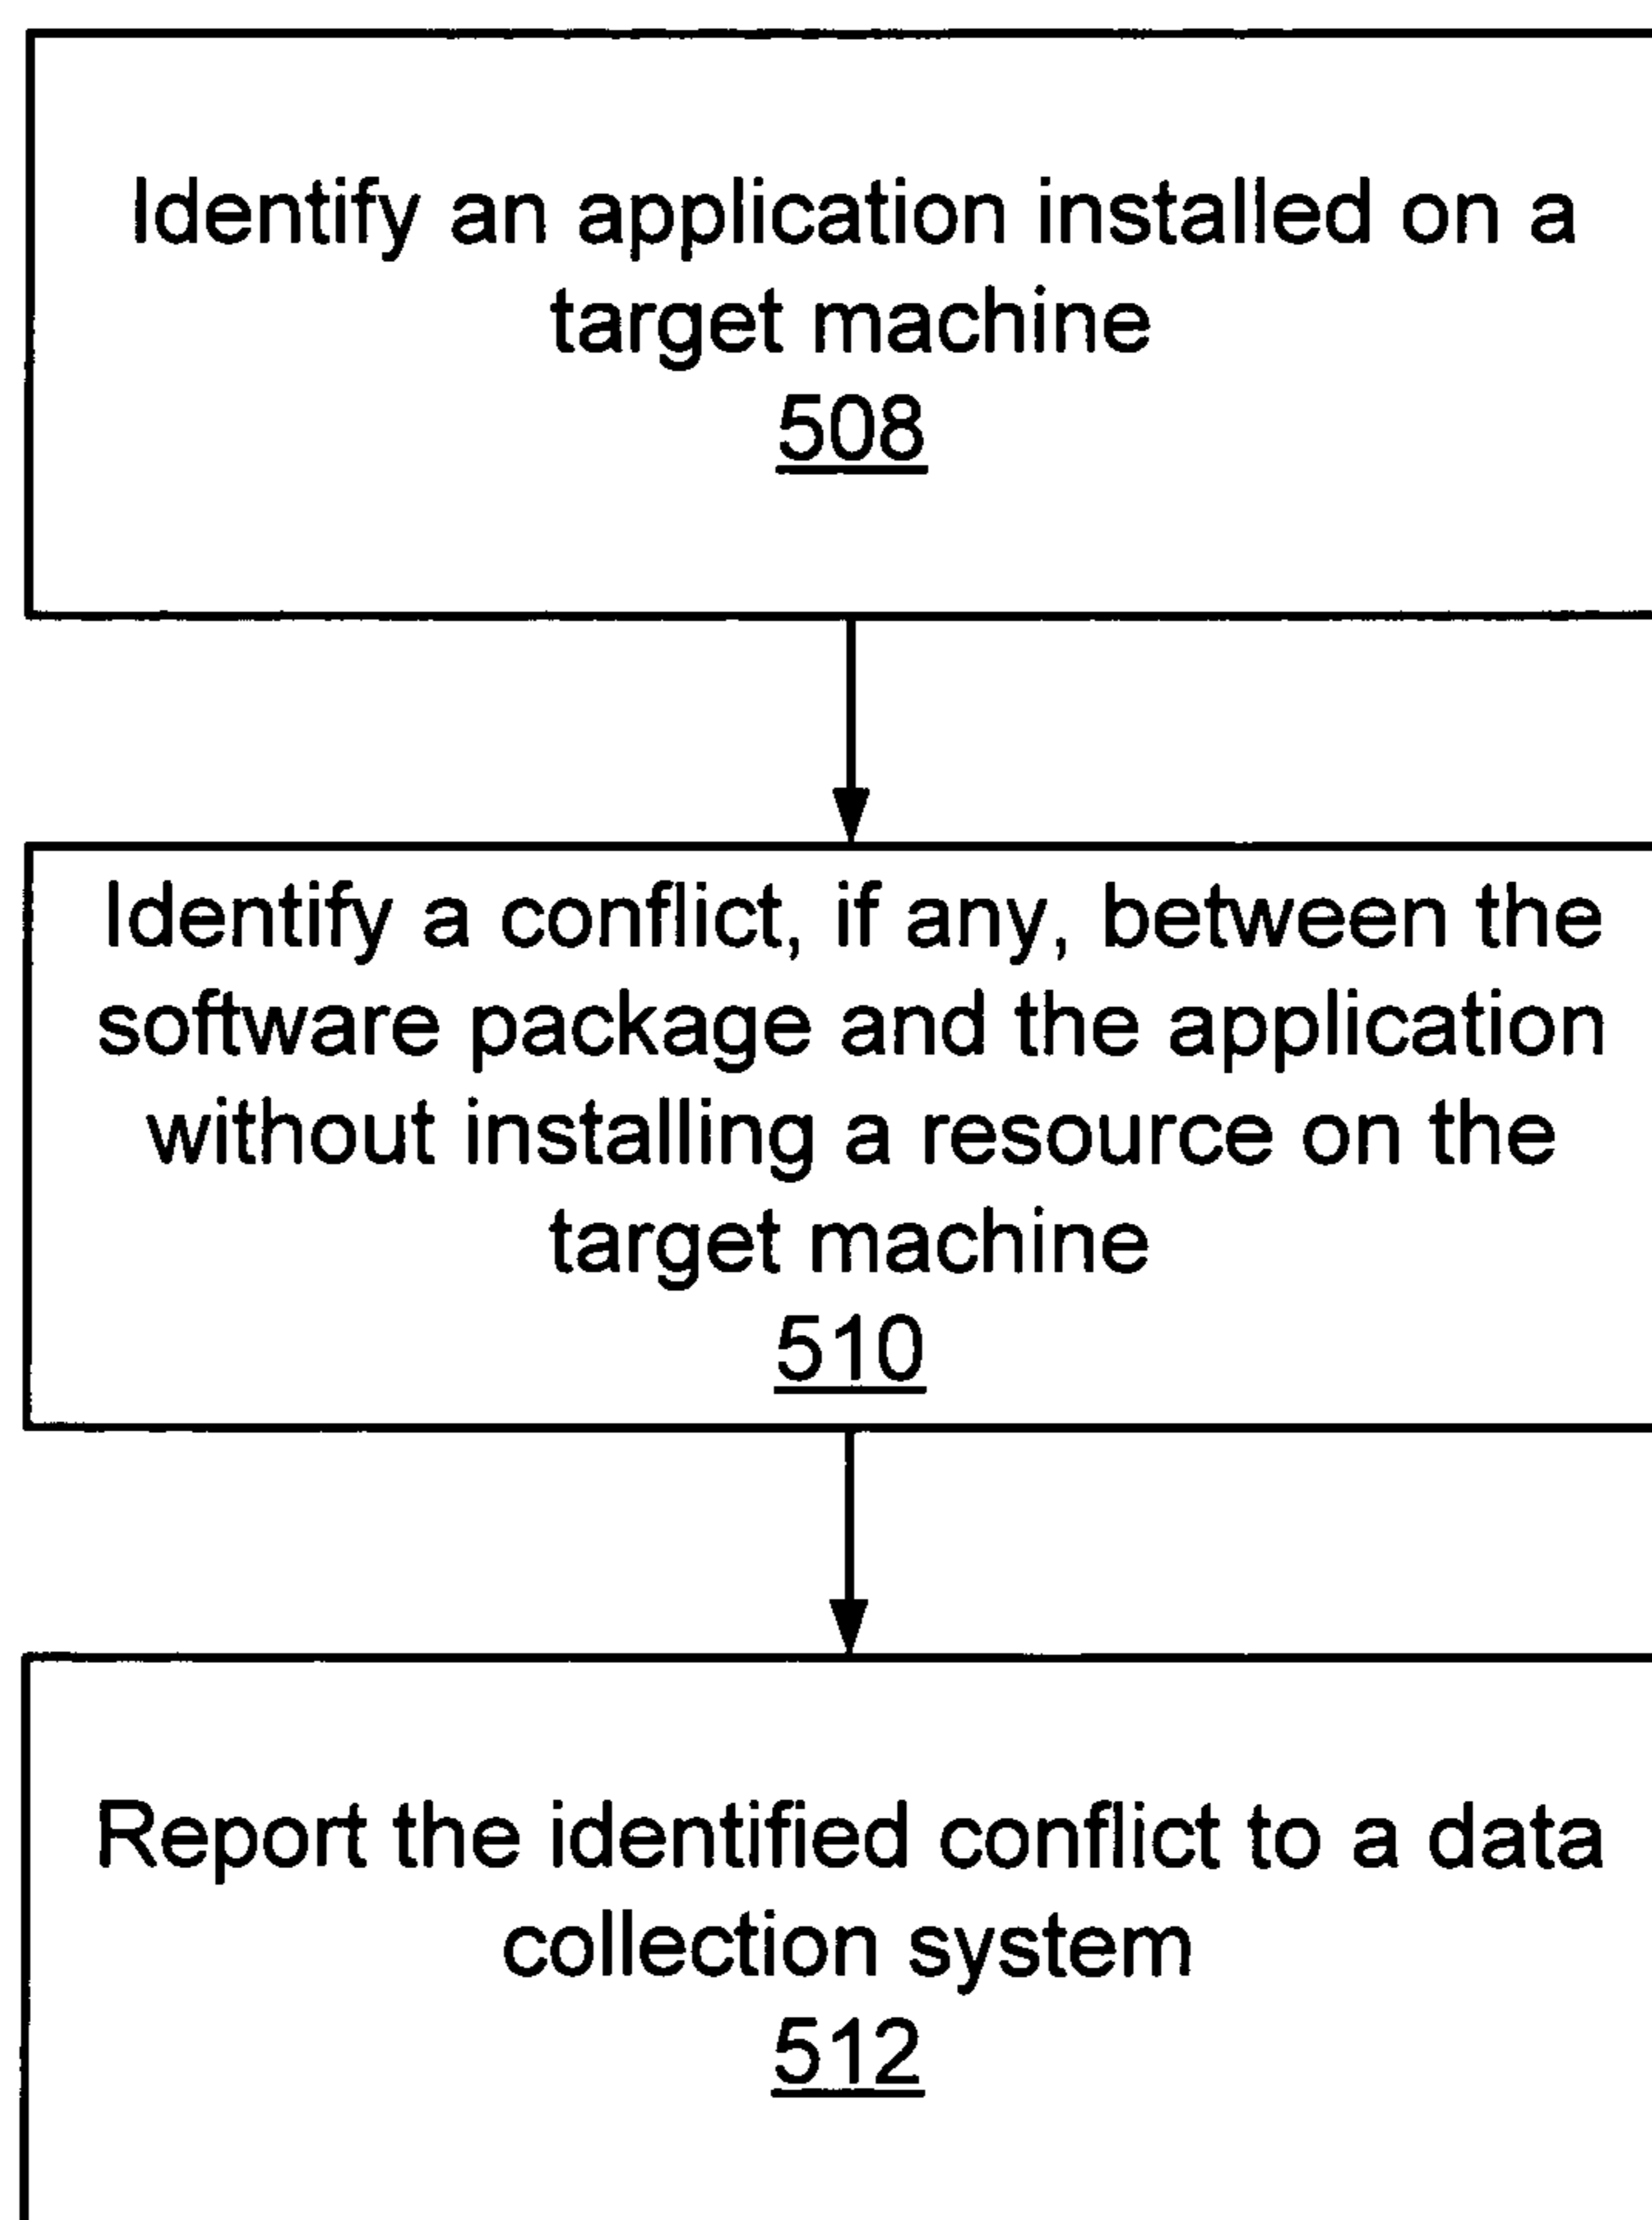 Identify an application installed on a
target machine
508
Identify a conflict, if any, between the
software package and the application
without installing a resource on the
target machine
510
Report the identified conflict to a data
collection system
512